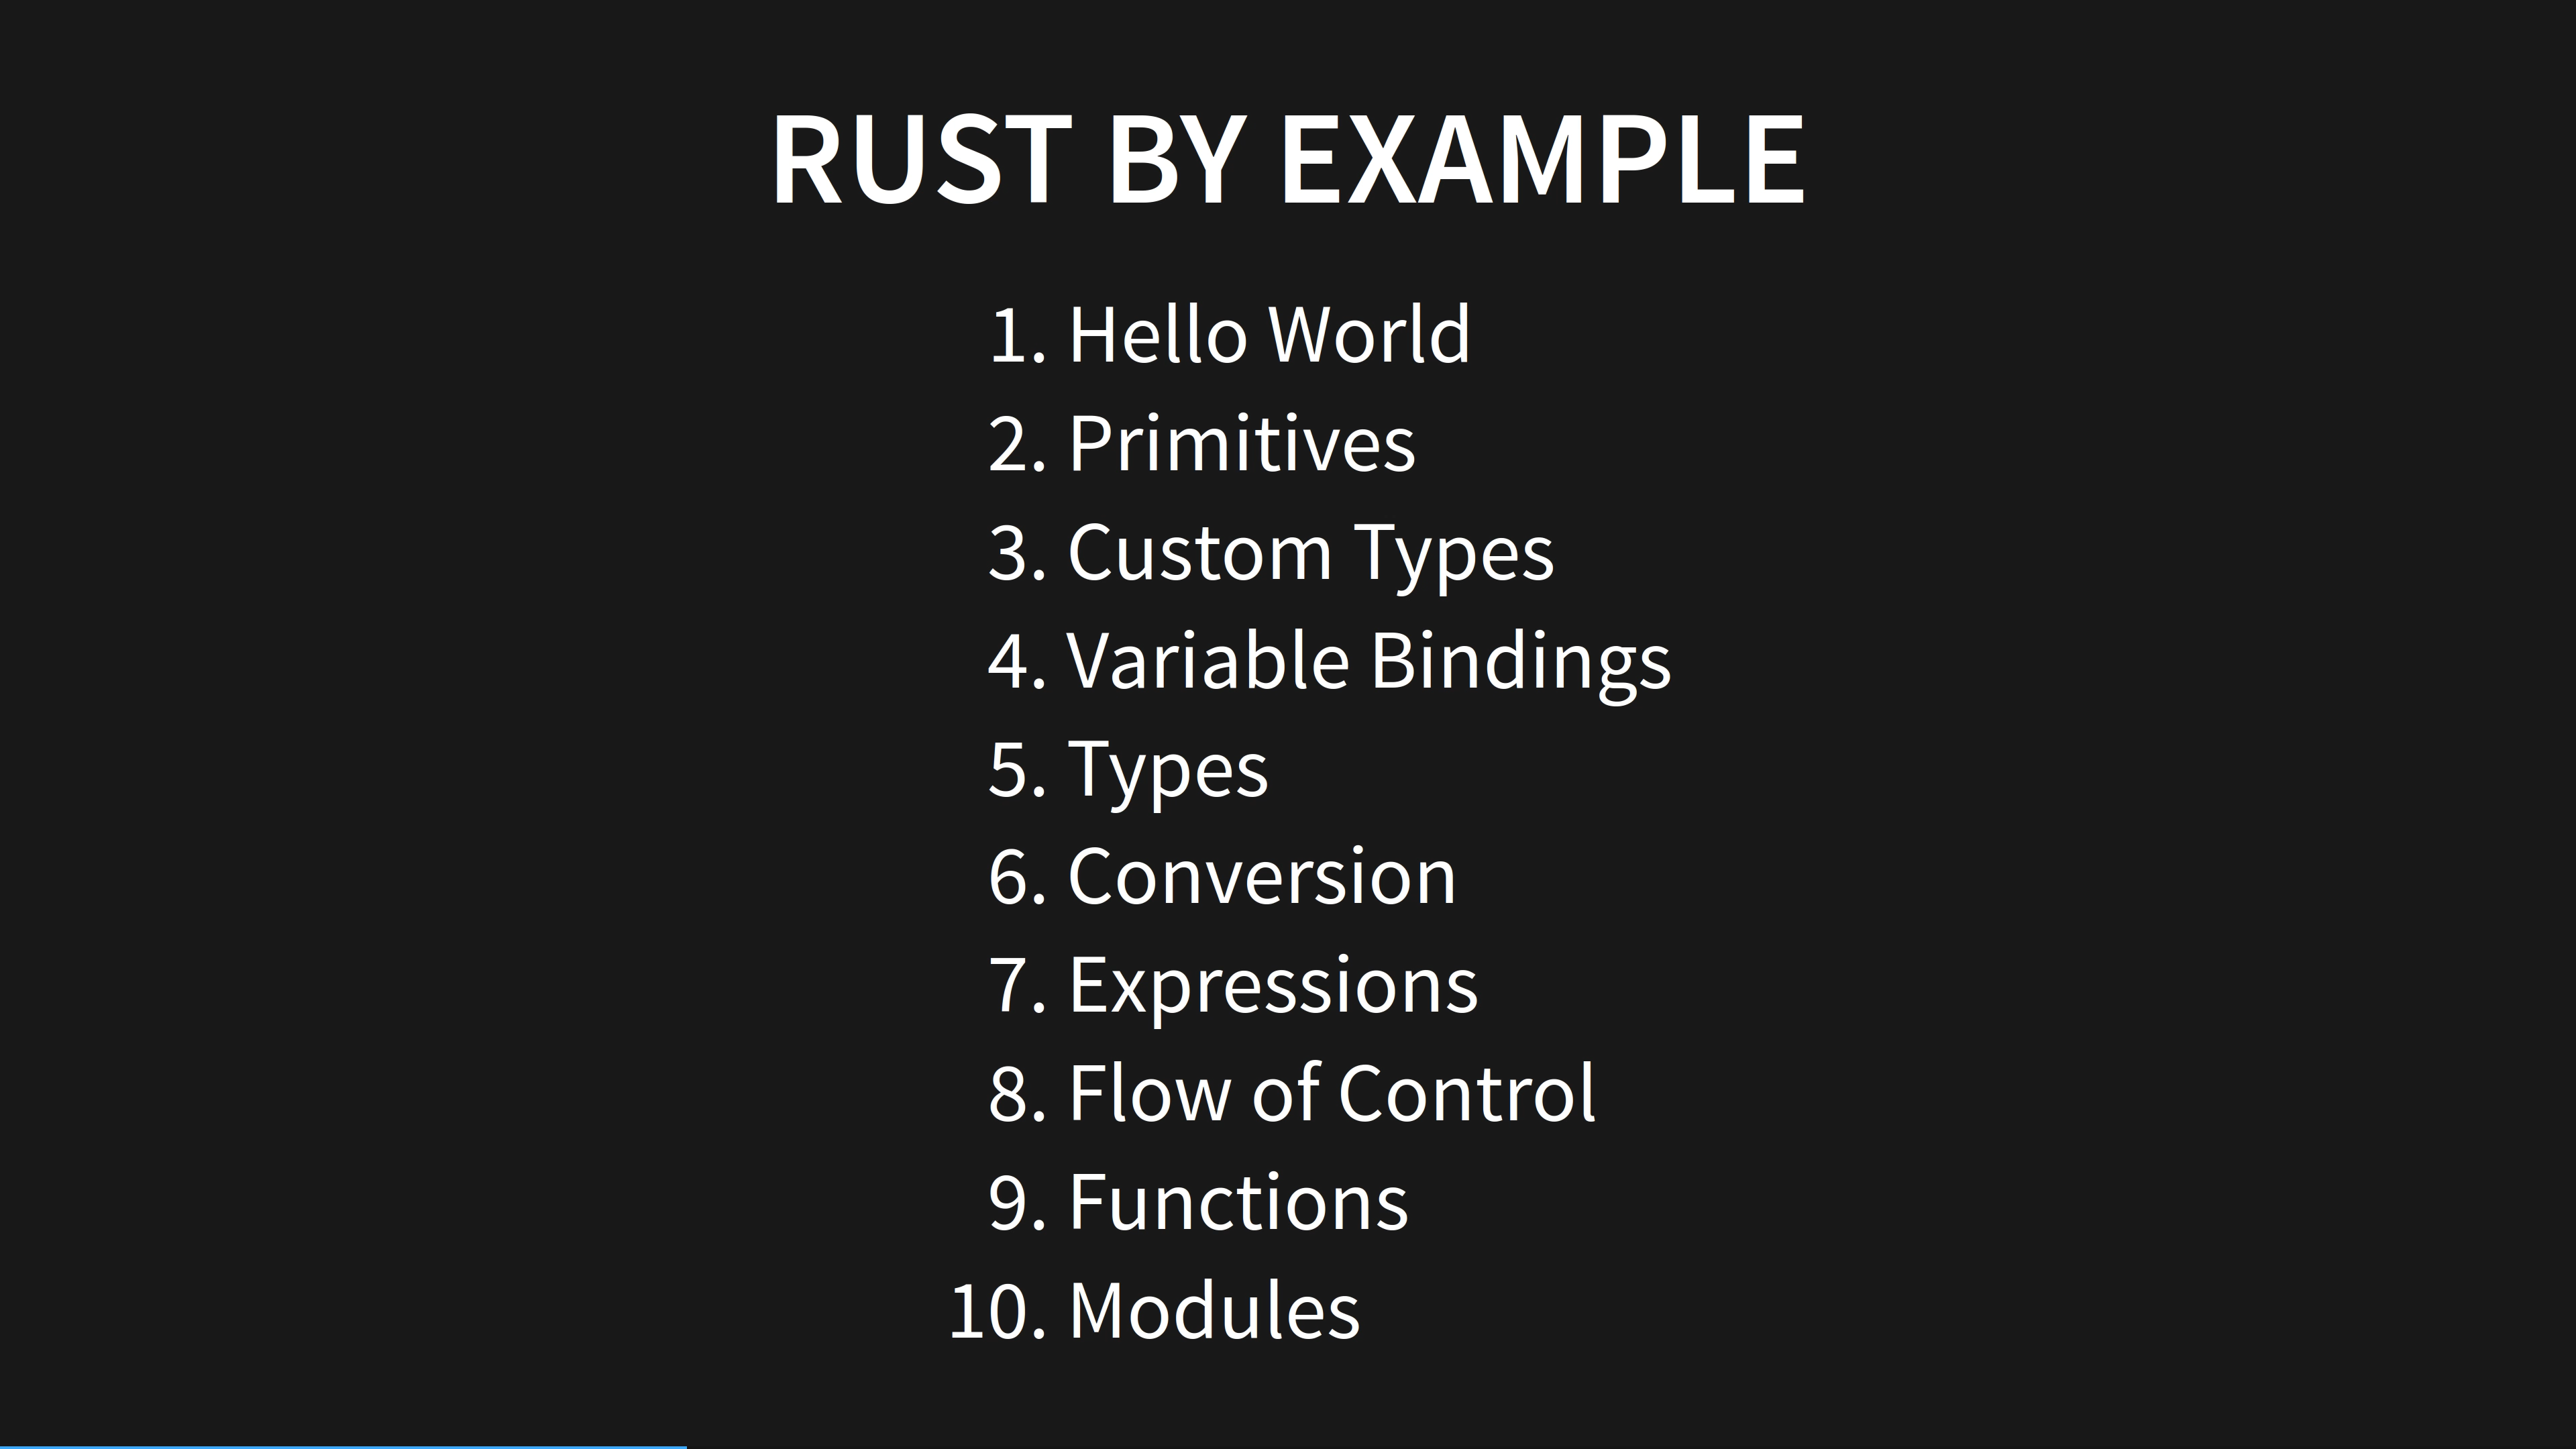 RUST BY EXAMPLE
1. Hello World
2. Primitives
3. Custom Types
4. Variable Bindings
5. Types
6. Conversion
7. Expressions
8. Flow of Control
9. Functions
10. Modules